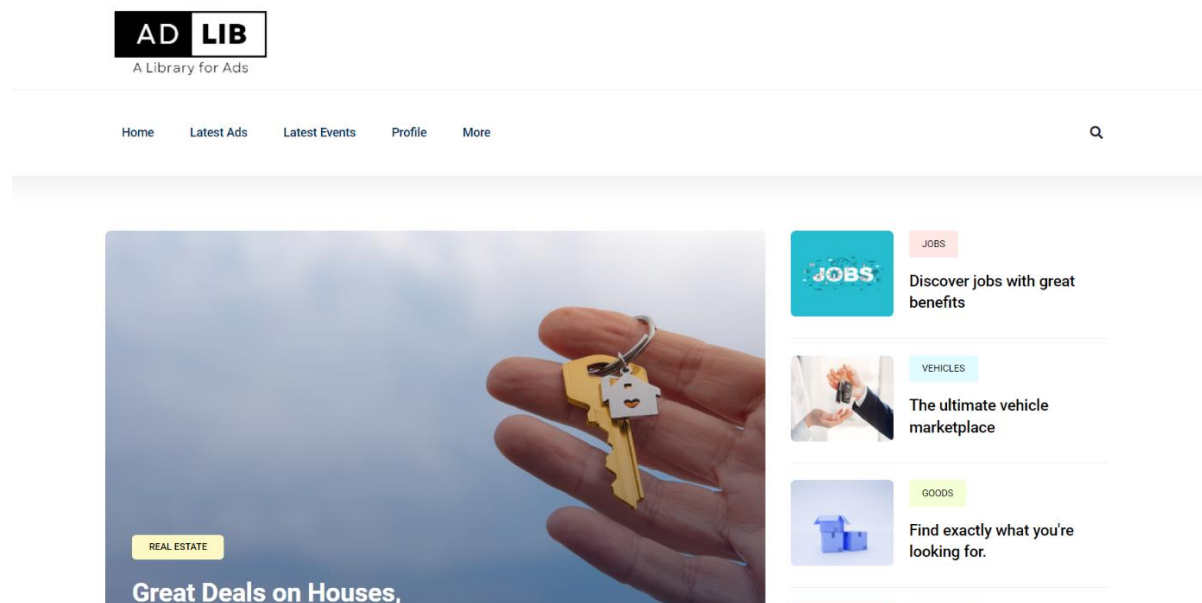 AD LIB
A Library for Ads
Home Latest Ads Latest Events Profile More
REAL ESTATE
Great Deals on Houses,
JOBS
JOBS
Discover jobs with great
benefits
VEHICLES
The ultimate vehicle
marketplace
GOODS
Find exactly what you're
looking for.